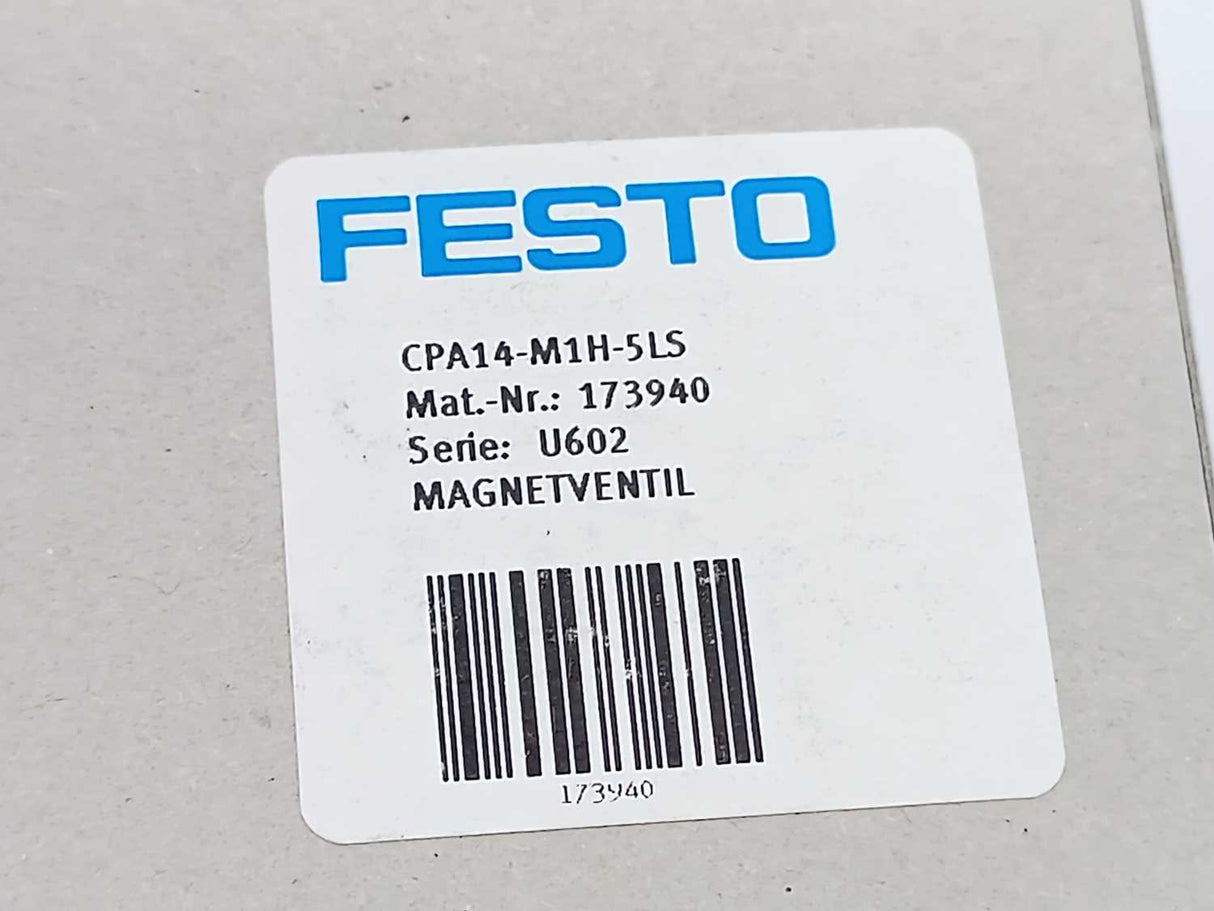 FESTO
CPA14-M1H-5LS
Mat.-Nr.: 173940
Serie: U602
MAGNETVENTIL
173940